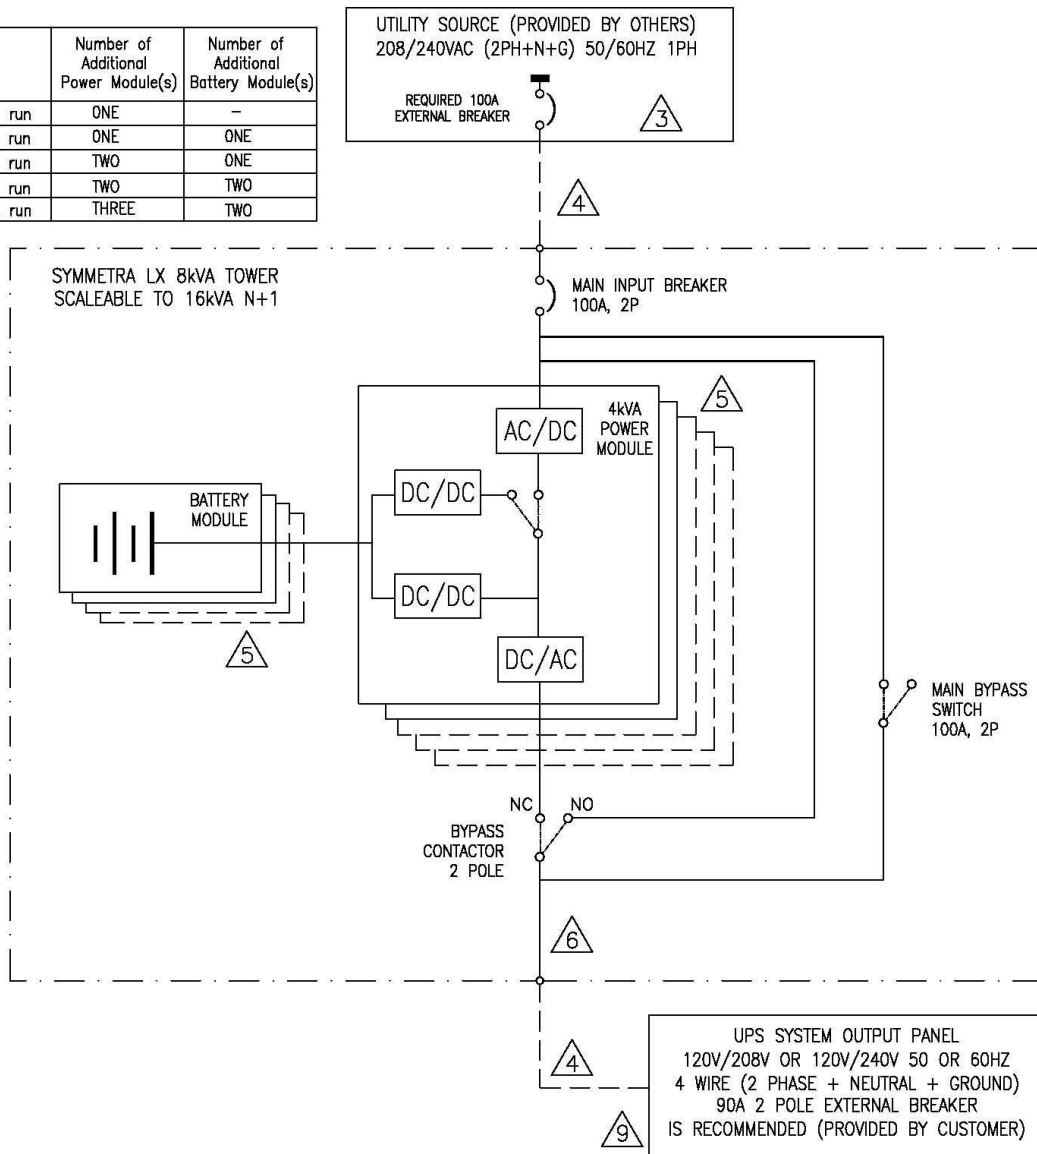 Number of
Additional
Power Module(s)
Number of
Additional
Battery Module(s)
run ONE –
run ONE ONE
run TWO ONE
run TWO TWO
run THREE TWO
UTILITY SOURCE (PROVIDED BY OTHERS)
208/240VAC (2PH+N+G) 50/60HZ 1PH
REQUIRED 100A
EXTERNAL BREAKER
3
4
SYMMETRA LX 8kVA TOWER
SCALEABLE TO 16kVA N+1
MAIN INPUT BREAKER
100A, 2P
5
4kVA
POWER
MODULE
AC/DC
DC/DC
BATTERY
MODULE
DC/DC
5
DC/AC
MAIN BYPASS
SWITCH
100A, 2P
NC NO
BYPASS
CONTACTOR
2 POLE
6
4
9
UPS SYSTEM OUTPUT PANEL
120V/208V OR 120V/240V 50 OR 60HZ
4 WIRE (2 PHASE + NEUTRAL + GROUND)
90A 2 POLE EXTERNAL BREAKER
IS RECOMMENDED (PROVIDED BY CUSTOMER)